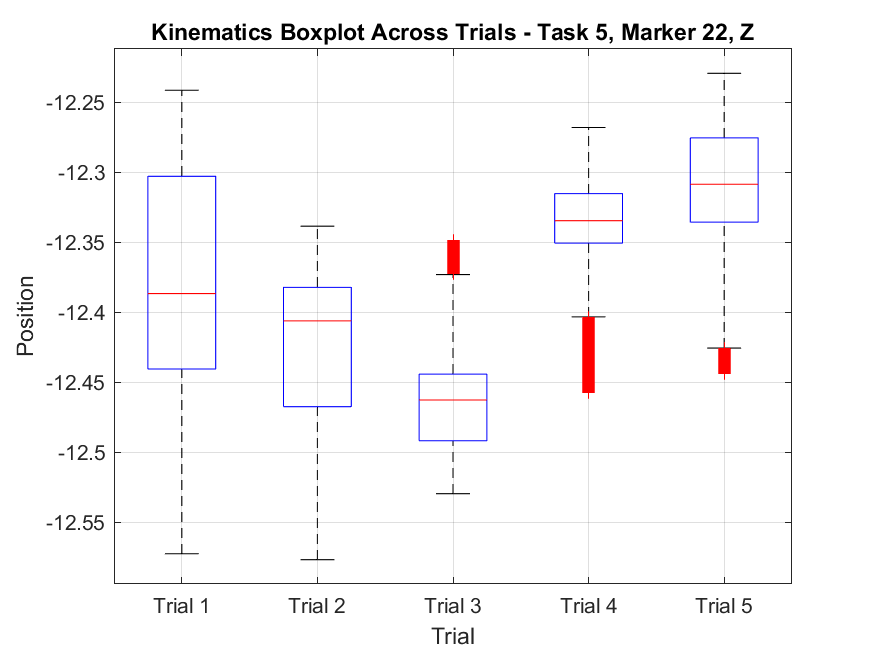 Kinematics Boxplot Across Trials - Task 5, Marker 22, Z
-12.25
-12.3
-12.35
-12.4
-12.45
-12.5
-12.55
Position
Trial 1 Trial 2 Trial 3 Trial 4 Trial 5
Trial